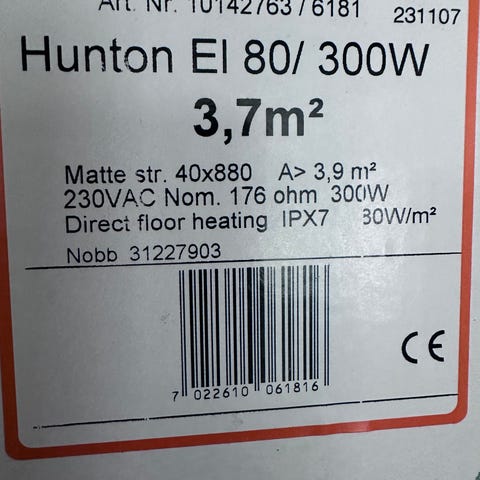 Art. Nr. 10142763 / 6181
231107
Hunton El 80/ 300W
3,7m²
Matte str. 40x880 A> 3,9 m²
230VAC Nom. 176 ohm 300W
Direct floor heating IPX7 80W/m²
Nobb 31227903
CE
7 022610 061816